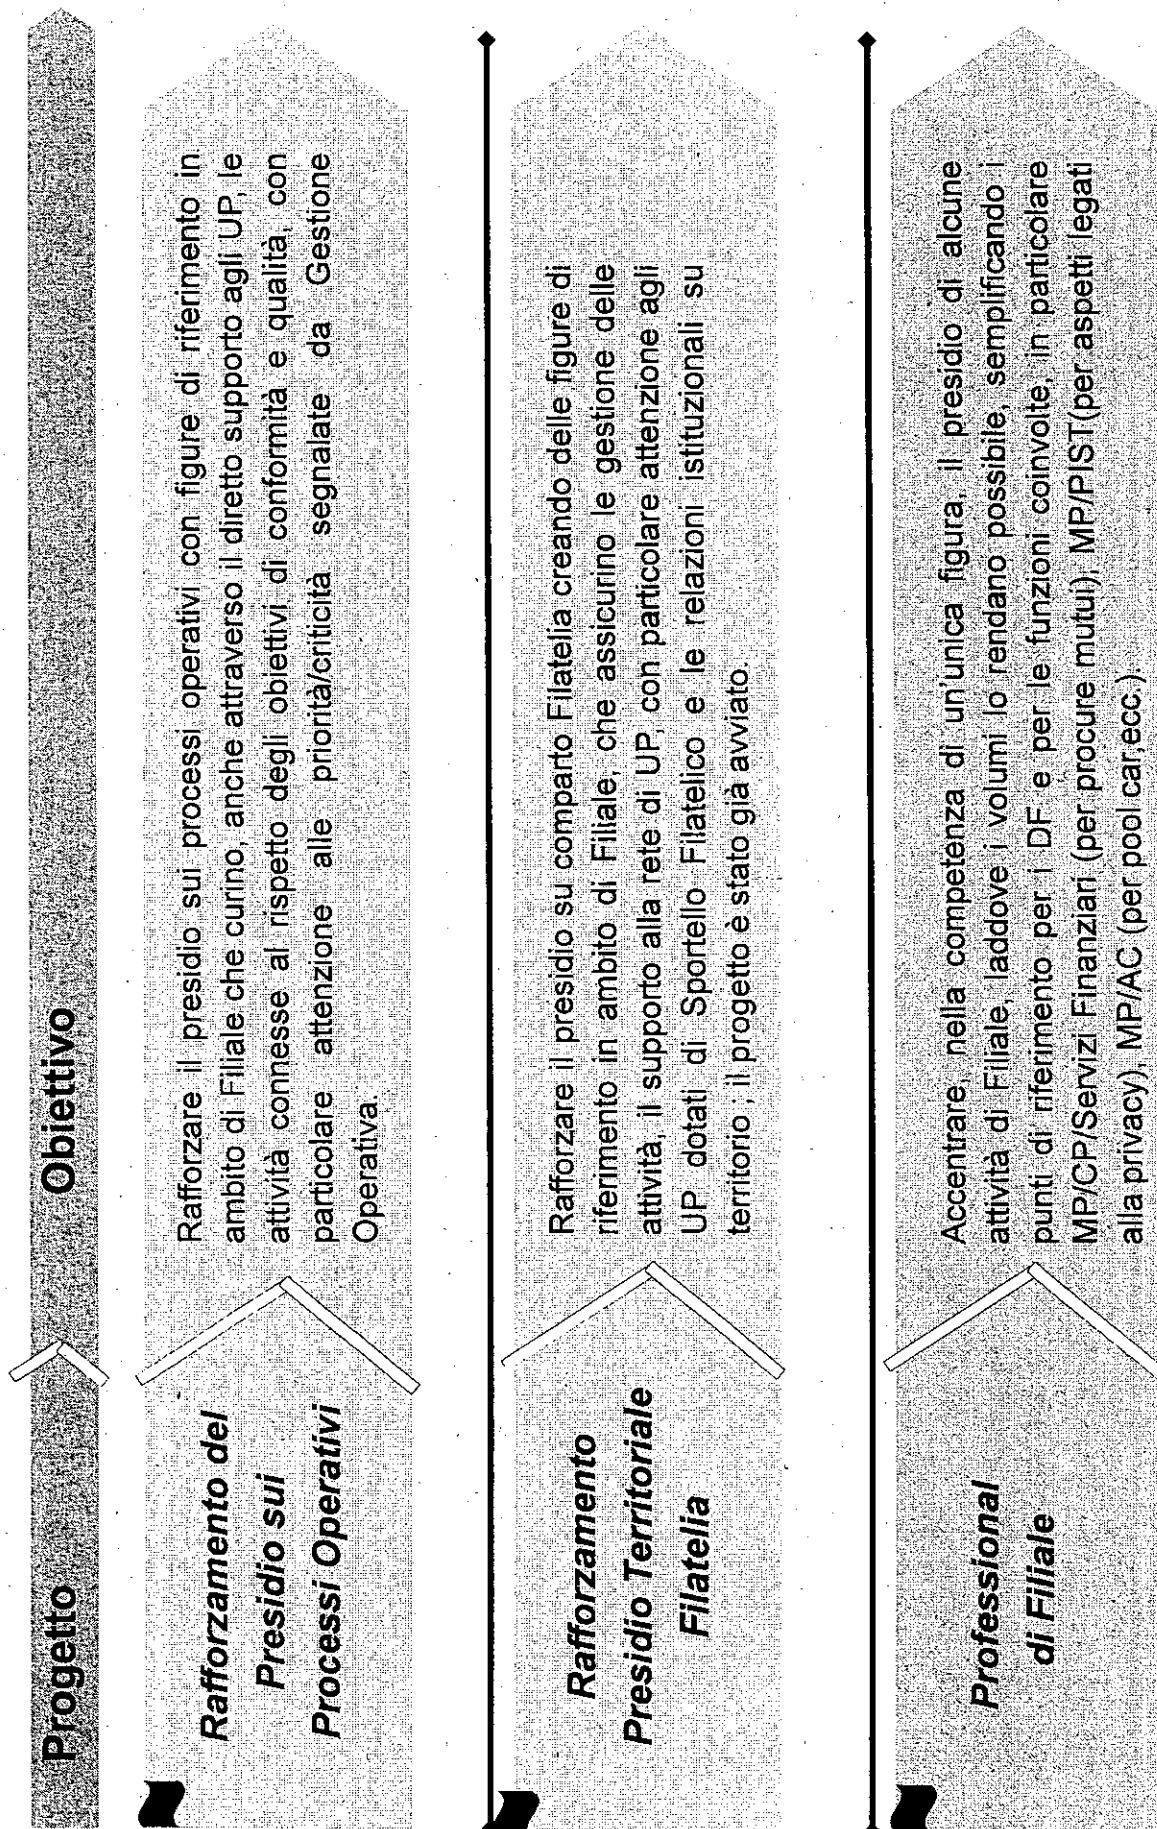 Progetto
Obiettivo
Rafforzamento del
Presidio sui
Processi Operativi
Rafforzare il presidio sui processi operativi con figure di riferimento in
ambito di Filiale che curino, anche attraverso il diretto supporto agli UP, le
attività connesse al rispetto degli obiettivi di conformità e qualità, con
particolare attenzione alle priorità/criticità segnalate da Gestione
Operativa.
Rafforzamento
Presidio Territoriale
Filatelia
Rafforzare il presidio su comparto Filatelia creando delle figure di
riferimento in ambito di Filiale, che assicurino le gestione delle
attività, il supporto alla rete di UP, con particolare attenzione agli
UP dotati di Sportello Filatelico e le relazioni istituzionali su
territorio ; il progetto è stato già avviato.
Professional
di Filiale
Accentrare, nella competenza di un'unica figura, il presidio di alcune
attività di Filiale, laddove i volumi lo rendano possibile, semplificando i
punti di riferimento per i DF e per le funzioni coinvolte, in particolare
MP/CP/Servizi Finanziari (per procure mutui), MP/PIST(per aspetti legati
alla privacy), MP/AC (per pool car,ecc.).